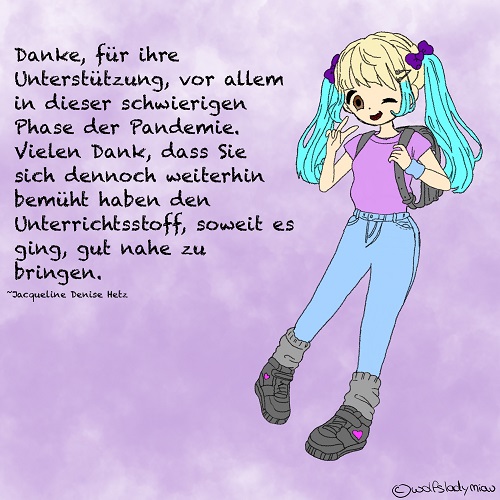 Danke, für ihre
Unterstützung, vor allem
in dieser schwierigen
Phase der Pandemie.
Vielen Dank, dass Sie
sich dennoch weiterhin
bemüht haben den
Unterrichtsstoff, soweit es
ging, gut nahe zu
bringen.
~Jacqueline Denise Hetz
©wolfsladymiau